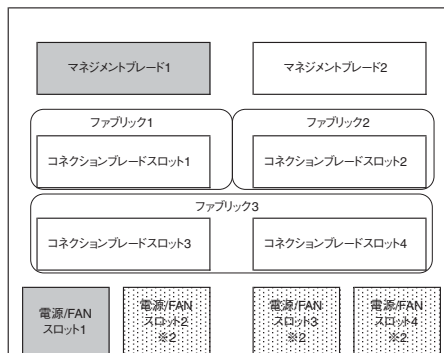 マネジメントブレード1
マネジメントブレード2
ファブリック1
ファブリック2
コネクションブレードスロット1
コネクションブレードスロット2
ファブリック3
コネクションブレードスロット3
コネクションブレードスロット4
電源/FAN
スロット1
電源/FAN
スロット2
※2
電源/FAN
スロット3
※2
電源/FAN
スロット4
※2